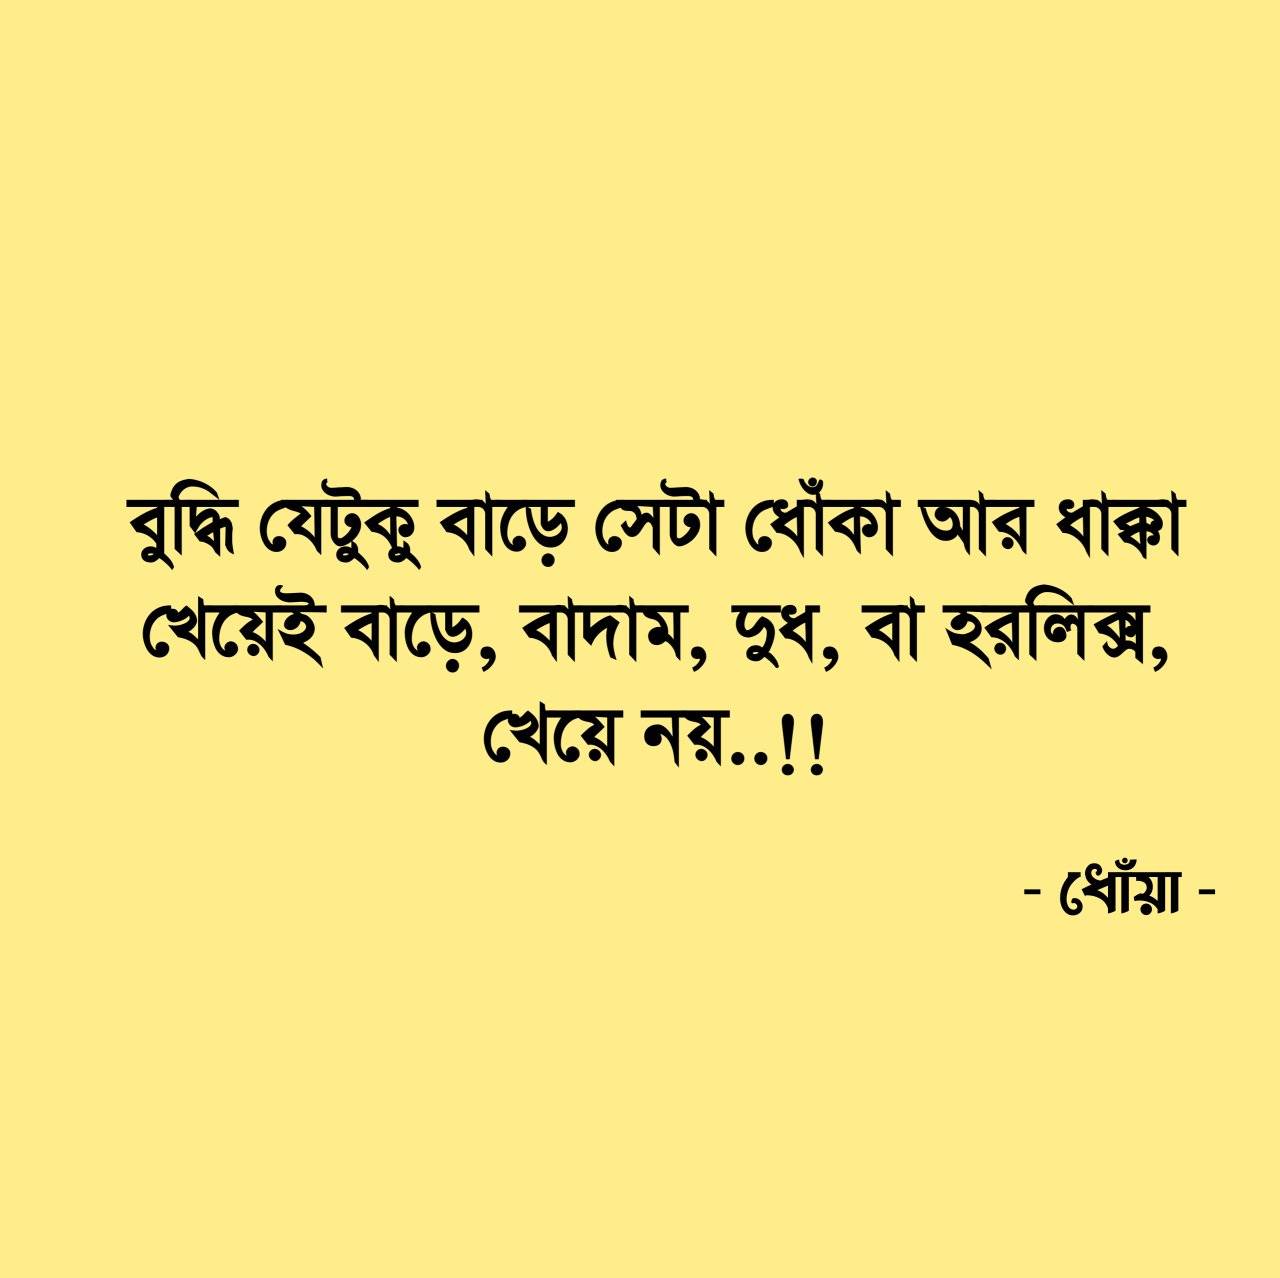 বুদ্ধি যেটুকু বাড়ে সেটা ধোঁকা আর ধাক্কা
খেয়েই বাড়ে, বাদাম, দুধ, বা হরলিক্স,
খেয়ে নয়..!!
- ধোঁয়া -